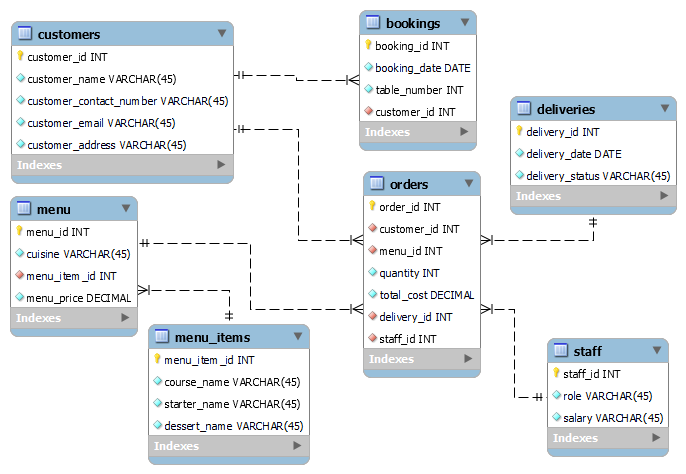 customers
customer_id INT
customer_name VARCHAR(45)
customer_contact_number VARCHAR(45)
customer_email VARCHAR(45)
customer_address VARCHAR(45)
Indexes
bookings
booking_id INT
booking_date DATE
table_number INT
customer_id INT
Indexes
deliveries
delivery_id INT
delivery_date DATE
delivery_status VARCHAR(45)
Indexes
menu
menu_id INT
cuisine VARCHAR(45)
menu_item_id INT
menu_price DECIMAL
Indexes
orders
order_id INT
customer_id INT
menu_id INT
quantity INT
total_cost DECIMAL
delivery_id INT
staff_id INT
Indexes
menu_items
menu_item_id INT
course_name VARCHAR(45)
starter_name VARCHAR(45)
dessert_name VARCHAR(45)
Indexes
staff
staff_id INT
role VARCHAR(45)
salary VARCHAR(45)
Indexes